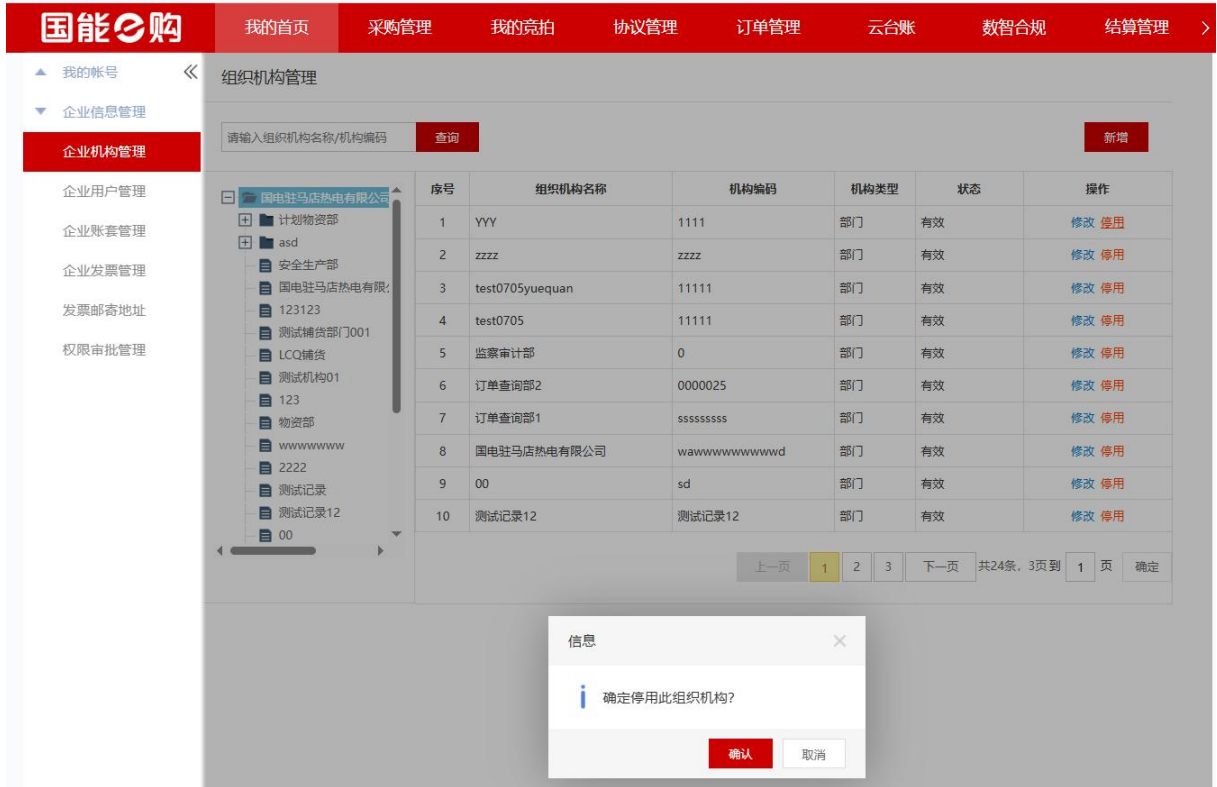 国能e购 我的首页 采购管理 我的竞拍 协议管理 订单管理 云台账 数智合规 结算管理
我的帐号
企业信息管理
企业机构管理
企业用户管理
企业账套管理
企业发票管理
发票邮寄地址
权限审批管理
组织机构管理
请输入组织机构名称/机构编码 查询 新增
国电驻马店热电有限公司
计划物资部
asd
安全生产部
国电驻马店热电有限
123123
测试铺货部门001
LCQ铺货
测试机构01
123
物资部
wwwwwwww
2222
测试记录
测试记录12
00
序号 组织机构名称 机构编码 机构类型 状态 操作
1 YYY 1111 部门 有效 修改 停用
2 zzzz zzzz 部门 有效 修改 停用
3 test0705yuequan 11111 部门 有效 修改 停用
4 test0705 11111 部门 有效 修改 停用
5 监察审计部 0 部门 有效 修改 停用
6 订单查询部2 0000025 部门 有效 修改 停用
7 订单查询部1 sssssssss 部门 有效 修改 停用
8 国电驻马店热电有限公司 wawwwwwwwwwd 部门 有效 修改 停用
9 00 sd 部门 有效 修改 停用
10 测试记录12 测试记录12 部门 有效 修改 停用
上一页 1 2 3 下一页 共24条, 3页 到 1 页 确定
信息
确定停用此组织机构?
确认 取消